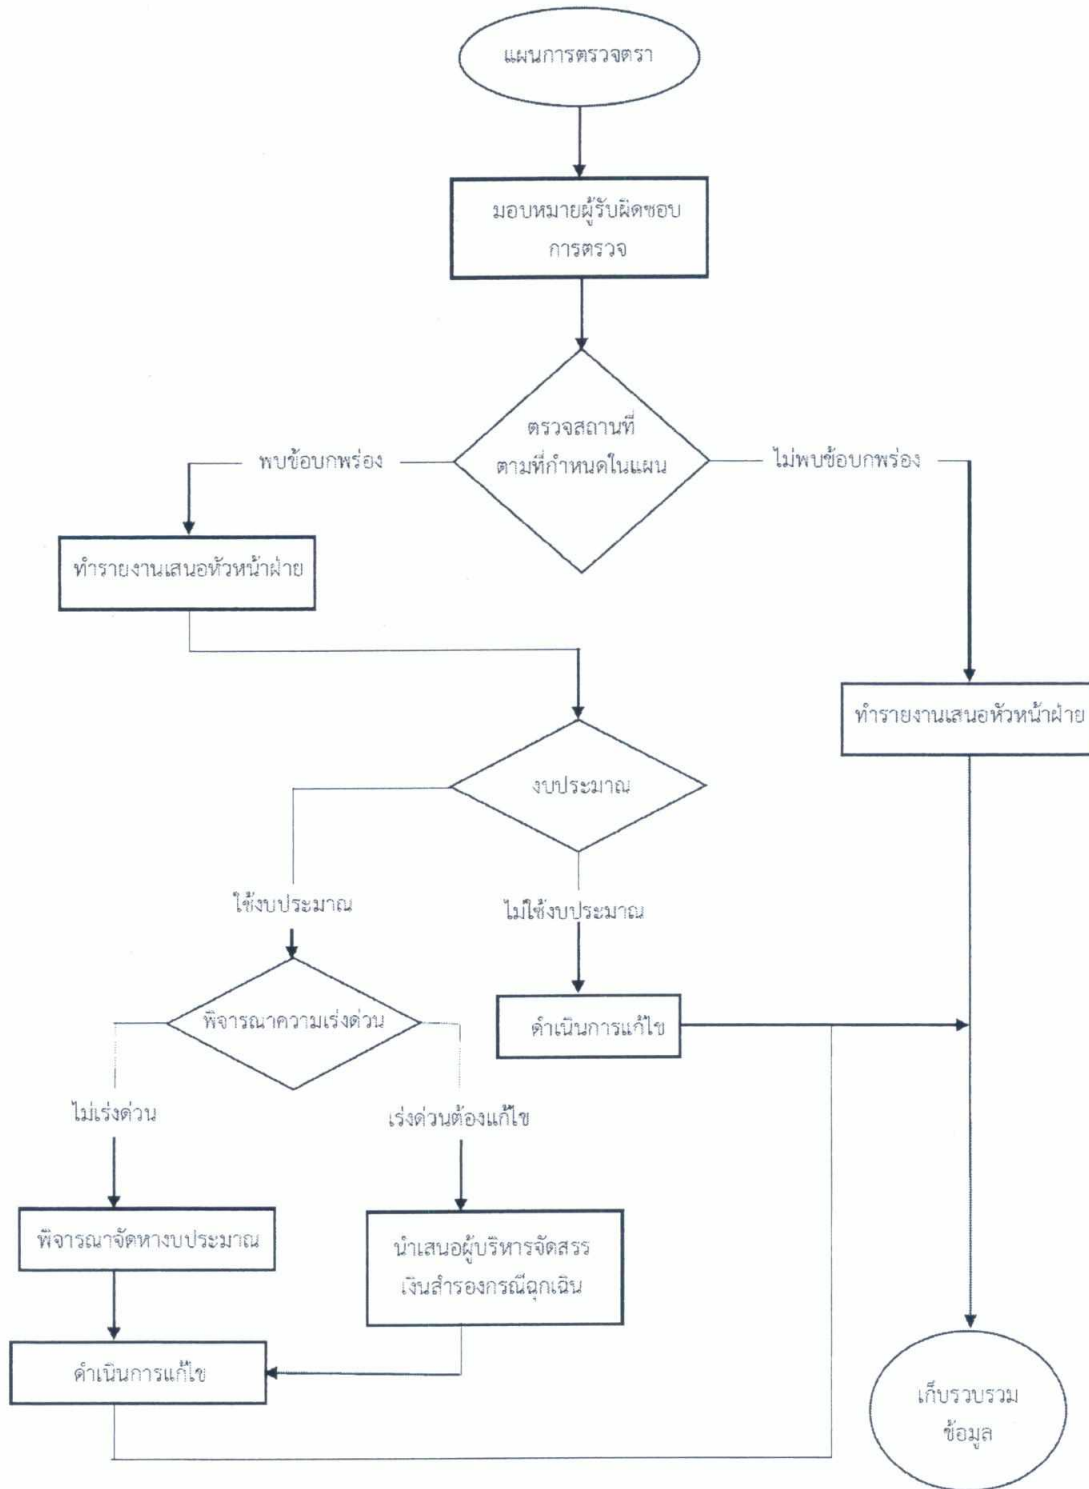 แผนการตรวจตรา
มอบหมายผู้รับผิดชอบ
การตรวจ
ตรวจสถานที่
ตามที่กำหนดในแผน
พบข้อบกพร่อง
ไม่พบข้อบกพร่อง
ทำรายงานเสนอหัวหน้าฝ่าย
ทำรายงานเสนอหัวหน้าฝ่าย
งบประมาณ
ใช้งบประมาณ
ไม่ใช้งบประมาณ
พิจารณาความเร่งด่วน
ดำเนินการแก้ไข
ไม่เร่งด่วน
เร่งด่วนต้องแก้ไข
พิจารณาจัดหางบประมาณ
นำเสนอผู้บริหารจัดสรร
เงินสำรองกรณีฉุกเฉิน
ดำเนินการแก้ไข
เก็บรวบรวม
ข้อมูล